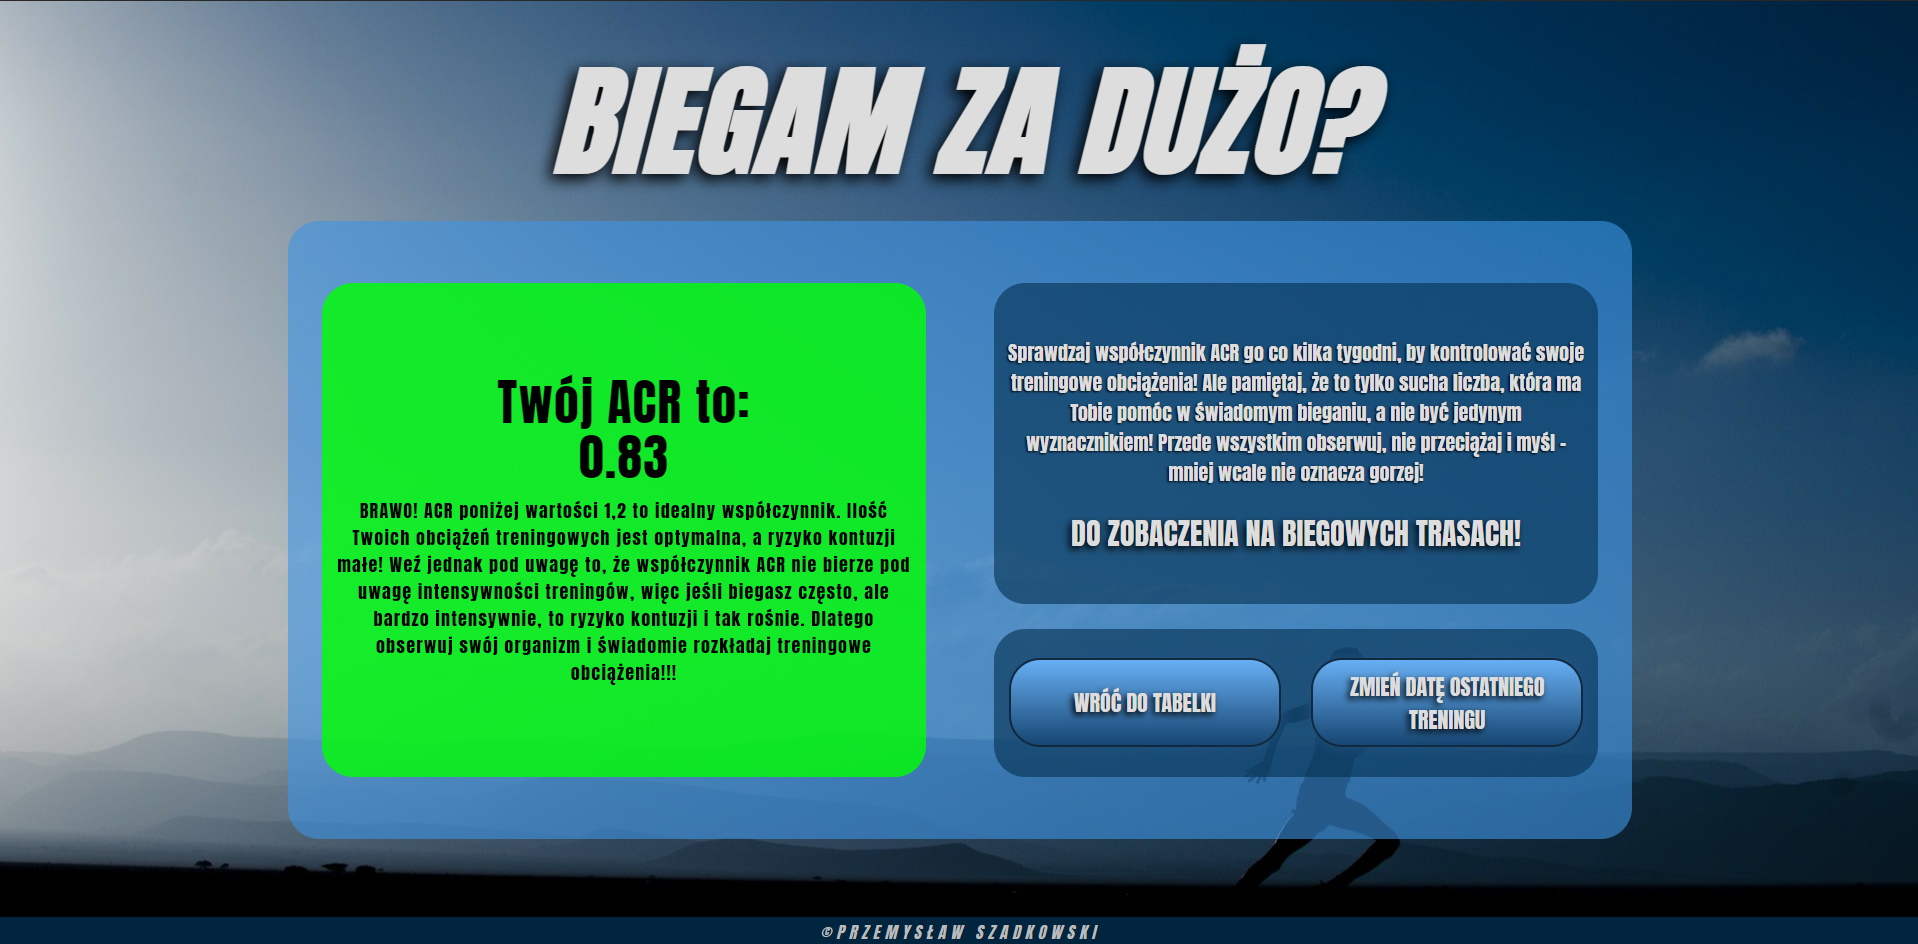 BIEGAM ZA DUŻO?
Twój ACR to:
0.83
BRAWO! ACR poniżej wartości 1,2 to idealny współczynnik. Ilość
Twoich obciążeń treningowych jest optymalna, a ryzyko kontuzji
małe! Weź jednak pod uwagę to, że współczynnik ACR nie bierze pod
uwagę intensywności treningów, więc jeśli biegasz często, ale
bardzo intensywnie, to ryzyko kontuzji i tak rośnie. Dlatego
obserwuj swój organizm i świadomie rozkładaj treningowe
obciążenia!!!
Sprawdzaj współczynnik ACR go co kilka tygodni, by kontrolować swoje
treningowe obciążenia! Ale pamiętaj, że to tylko sucha liczba, która ma
Tobie pomóc w świadomym bieganiu, a nie być jedynym
wyznacznikiem! Przede wszystkim obserwuj, nie przeciążaj i myśl -
mniej wcale nie oznacza gorzej!
DO ZOBACZENIA NA BIEGOWYCH TRASACH!
WRÓĆ DO TABELKI
ZMIEŃ DATĘ OSTATNIEGO
TRENINGU
©PRZEMYSŁAW SZADKOWSKI